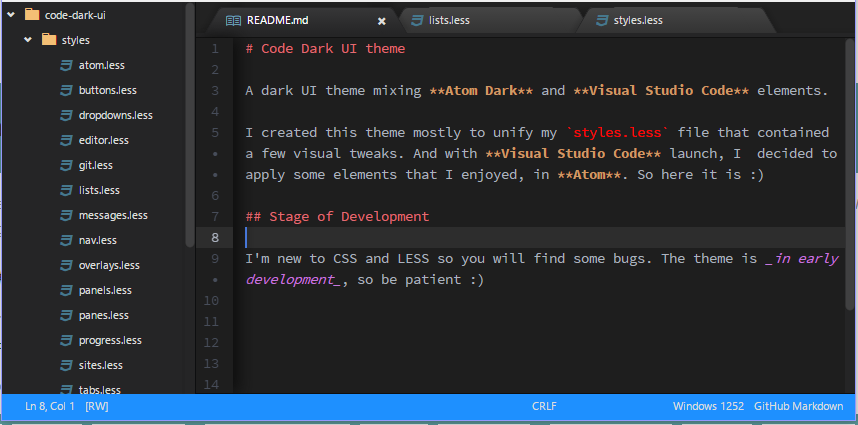 code-dark-ui
styles
atom.less
buttons.less
dropdowns.less
editor.less
git.less
lists.less
messages.less
nav.less
overlays.less
panels.less
panes.less
progress.less
sites.less
tabs.less
README.md × lists.less styles.less
1 # Code Dark UI theme
2
3 A dark UI theme mixing **Atom Dark** and **Visual Studio Code** elements.
4
5 I created this theme mostly to unify my `styles.less` file that contained
• a few visual tweaks. And with **Visual Studio Code** launch, I  decided to
• apply some elements that I enjoyed, in **Atom**. So here it is :)
6
7 ## Stage of Development
8
9 I'm new to CSS and LESS so you will find some bugs. The theme is _in early
• development_, so be patient :)
10
11
12
13
14
Ln 8, Col 1 [RW] CRLF Windows 1252 GitHub Markdown